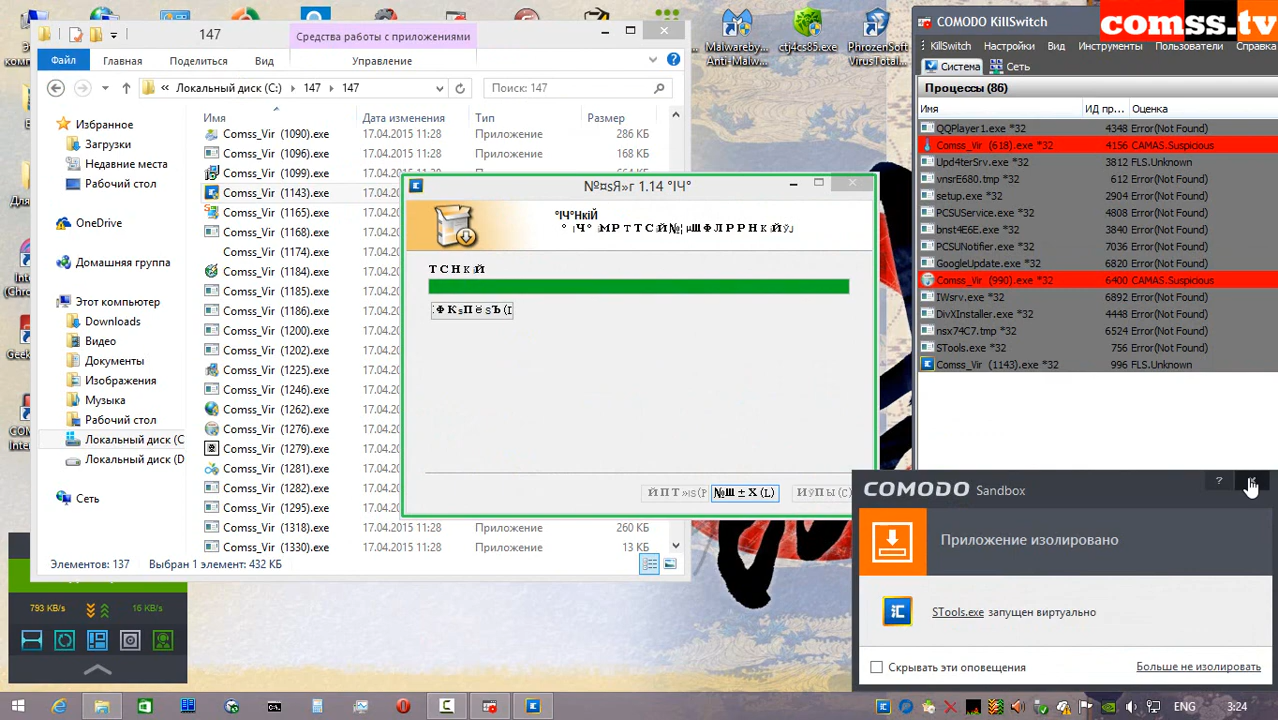 147
Средства работы с приложениями
Файл
Главная
Поделиться
Вид
Управление
Локальный диск (C:)
147
147
Поиск: 147
Избранное
Загрузки
Недавние места
Рабочий стол
OneDrive
Домашняя группа
Этот компьютер
Downloads
Видео
Документы
Изображения
Музыка
Рабочий стол
Локальный диск (C
Локальный диск (D
Сеть
Имя
Дата изменения
Тип
Размер
Comss_Vir (1090).exe 17.04.2015 11:28 Приложение 286 КБ
Comss_Vir (1096).exe 17.04.2015 11:28 Приложение 168 КБ
Comss_Vir (1099).exe
Comss_Vir (1143).exe
Comss_Vir (1165).exe
Comss_Vir (1168).exe
Comss_Vir (1174).exe
Comss_Vir (1184).exe
Comss_Vir (1185).exe
Comss_Vir (1186).exe
Comss_Vir (1200).exe
Comss_Vir (1202).exe
Comss_Vir (1225).exe
Comss_Vir (1246).exe
Comss_Vir (1262).exe
Comss_Vir (1276).exe
Comss_Vir (1279).exe
Comss_Vir (1281).exe
Comss_Vir (1282).exe
Comss_Vir (1295).exe
Comss_Vir (1318).exe 17.04.2015 11:28 Приложение 260 КБ
Comss_Vir (1330).exe 17.04.2015 11:28 Приложение 13 КБ
Элементов: 137 Выбран 1 элемент: 432 КБ
793 KB/s
16 KB/s
Malwareby...
Anti-Malw...
ctj4cs85.exe
PhrozenSoft
VirusTotal...
COMODO KillSwitch
comss.tv
KillSwitch
Настройки
Вид
Инструменты
Пользователи
Справка
Система
Сеть
Процессы (86)
Имя
ИД пр...
Оценка
QQPlayer1.exe *32 4348 Error(Not Found)
Comss_Vir (618).exe *32 4156 CAMAS.Suspicious
Upd4terSrv.exe *32 3812 FLS.Unknown
vnsrE680.tmp *32 612 Error(Not Found)
setup.exe *32 2904 Error(Not Found)
PCSUService.exe *32 4808 Error(Not Found)
bnst4E6E.exe *32 3840 Error(Not Found)
PCSUNotifier.exe *32 7036 Error(Not Found)
GoogleUpdate.exe *32 6820 Error(Not Found)
Comss_Vir (990).exe *32 6400 CAMAS.Suspicious
IWsrv.exe *32 6892 Error(Not Found)
DivXInstaller.exe *32 4448 Error(Not Found)
nsx74C7.tmp *32 6344 Error(Not Found)
STools.exe *32 756 Error(Not Found)
Comss_Vir (1143).exe *32 996 FLS.Unknown
COMODO Sandbox
?
Приложение изолировано
STools.exe запущен виртуально
Скрывать эти оповещения
Больше не изолировать
ENG
3:24